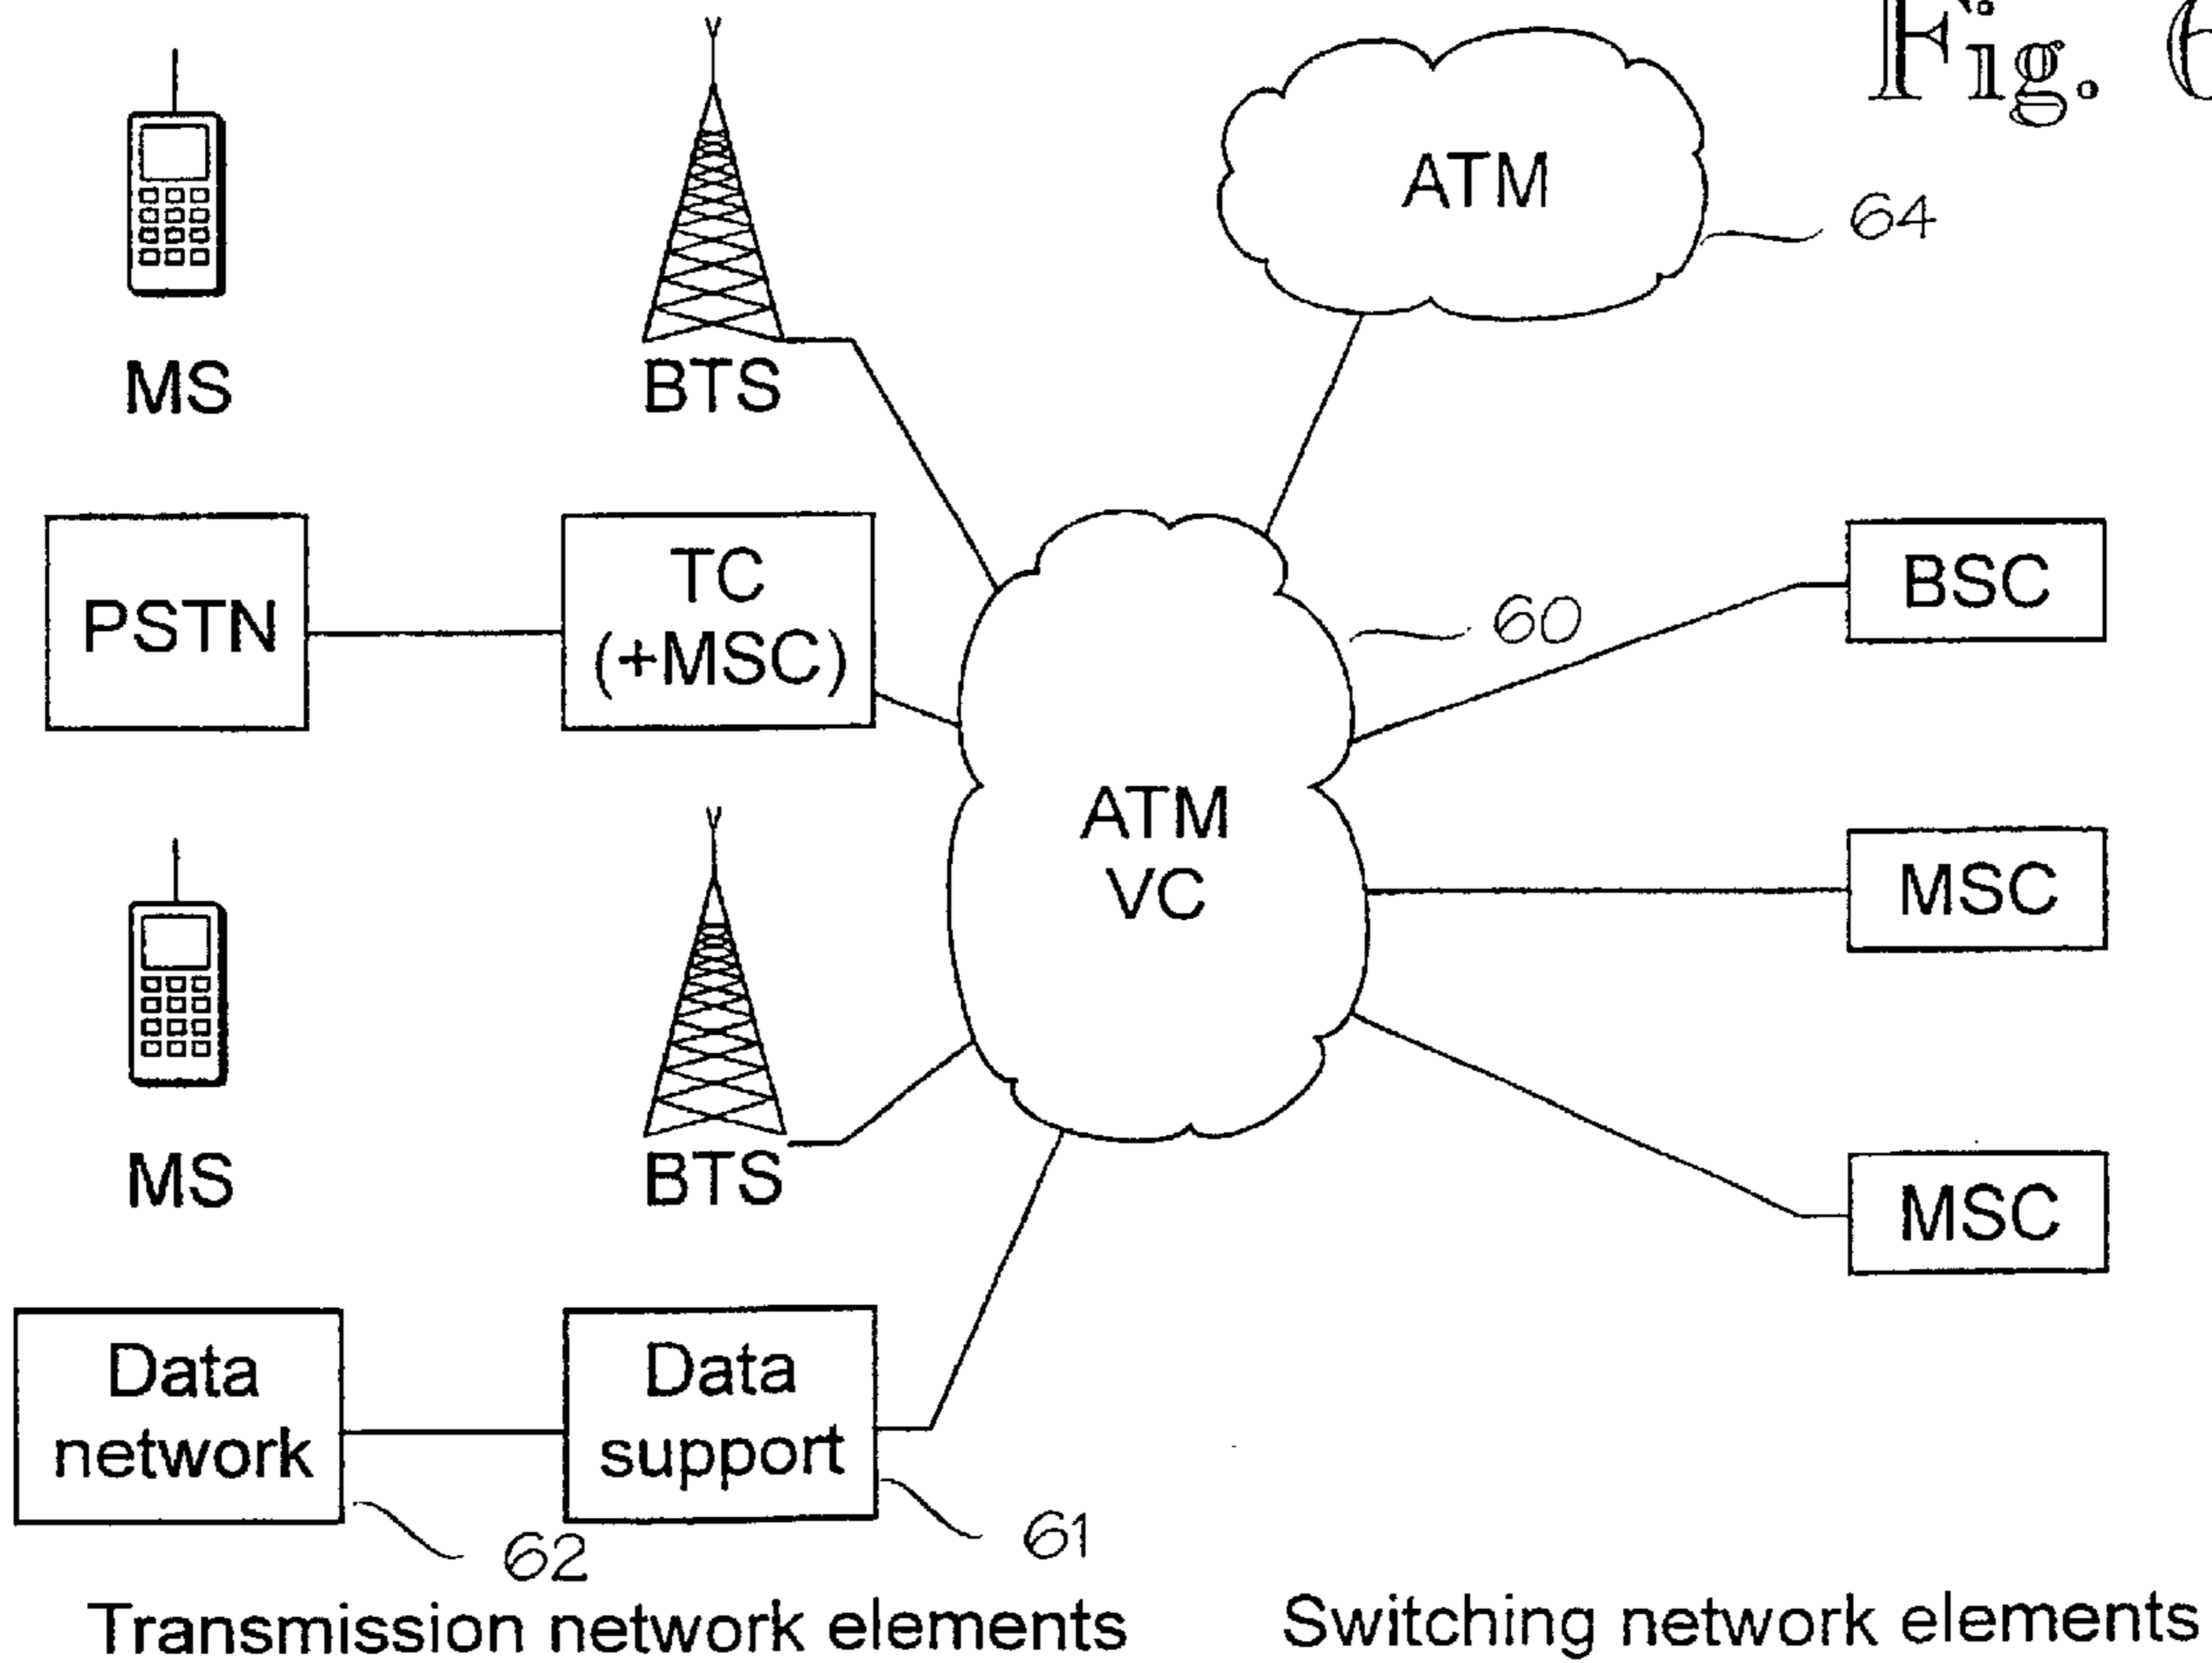 Fig. 6
ATM
64
MS
BTS
PSTN
TC
(+MSC)
60
BSC
ATM
VC
MSC
MS
BTS
MSC
Data
network
Data
support
62
61
Transmission network elements
Switching network elements